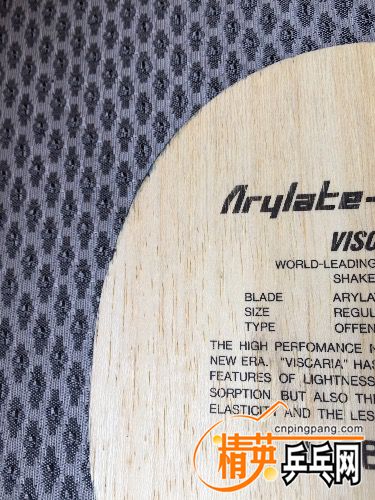 Arylate-
VISC
WORLD-LEADING
SHAKE
BLADE ARYLA
SIZE REGUL
TYPE OFFEN
THE HIGH PERFOMANCE M
NEW ERA. "VISCARIA" HAS
FEATURES OF LIGHTNESS
SORPTION BUT ALSO THE
ELASTICITY AND THE LES
B
cnpingpang.com
精英乒乓网